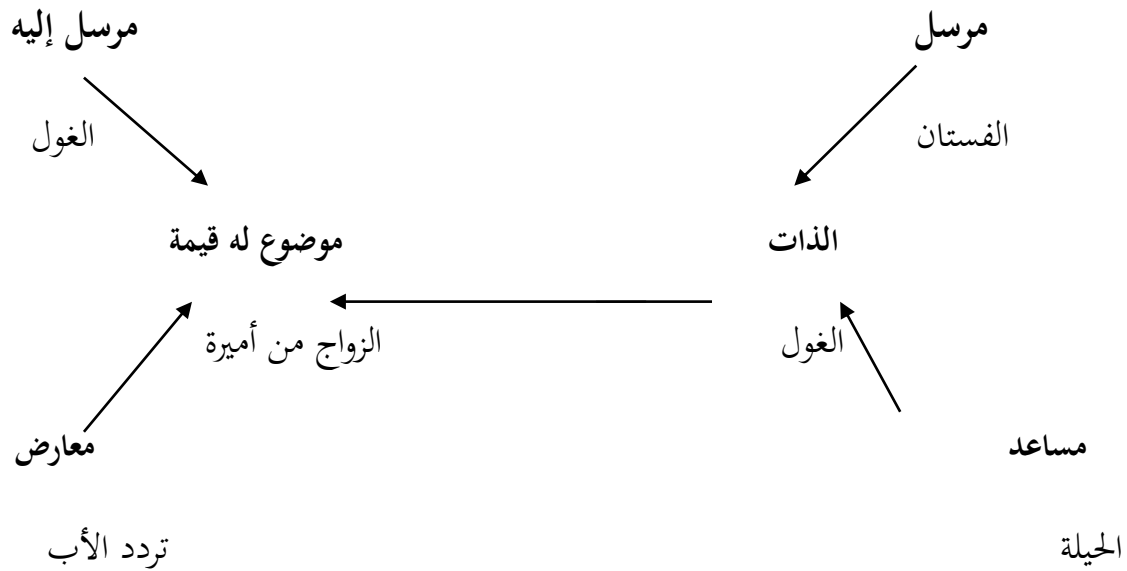 مرسل
مرسل إليه
الفستان
الغول
الذات
موضوع له قيمة
الغول
الزواج من أميرة
مساعد
معارض
الحيلة
تردد الأب